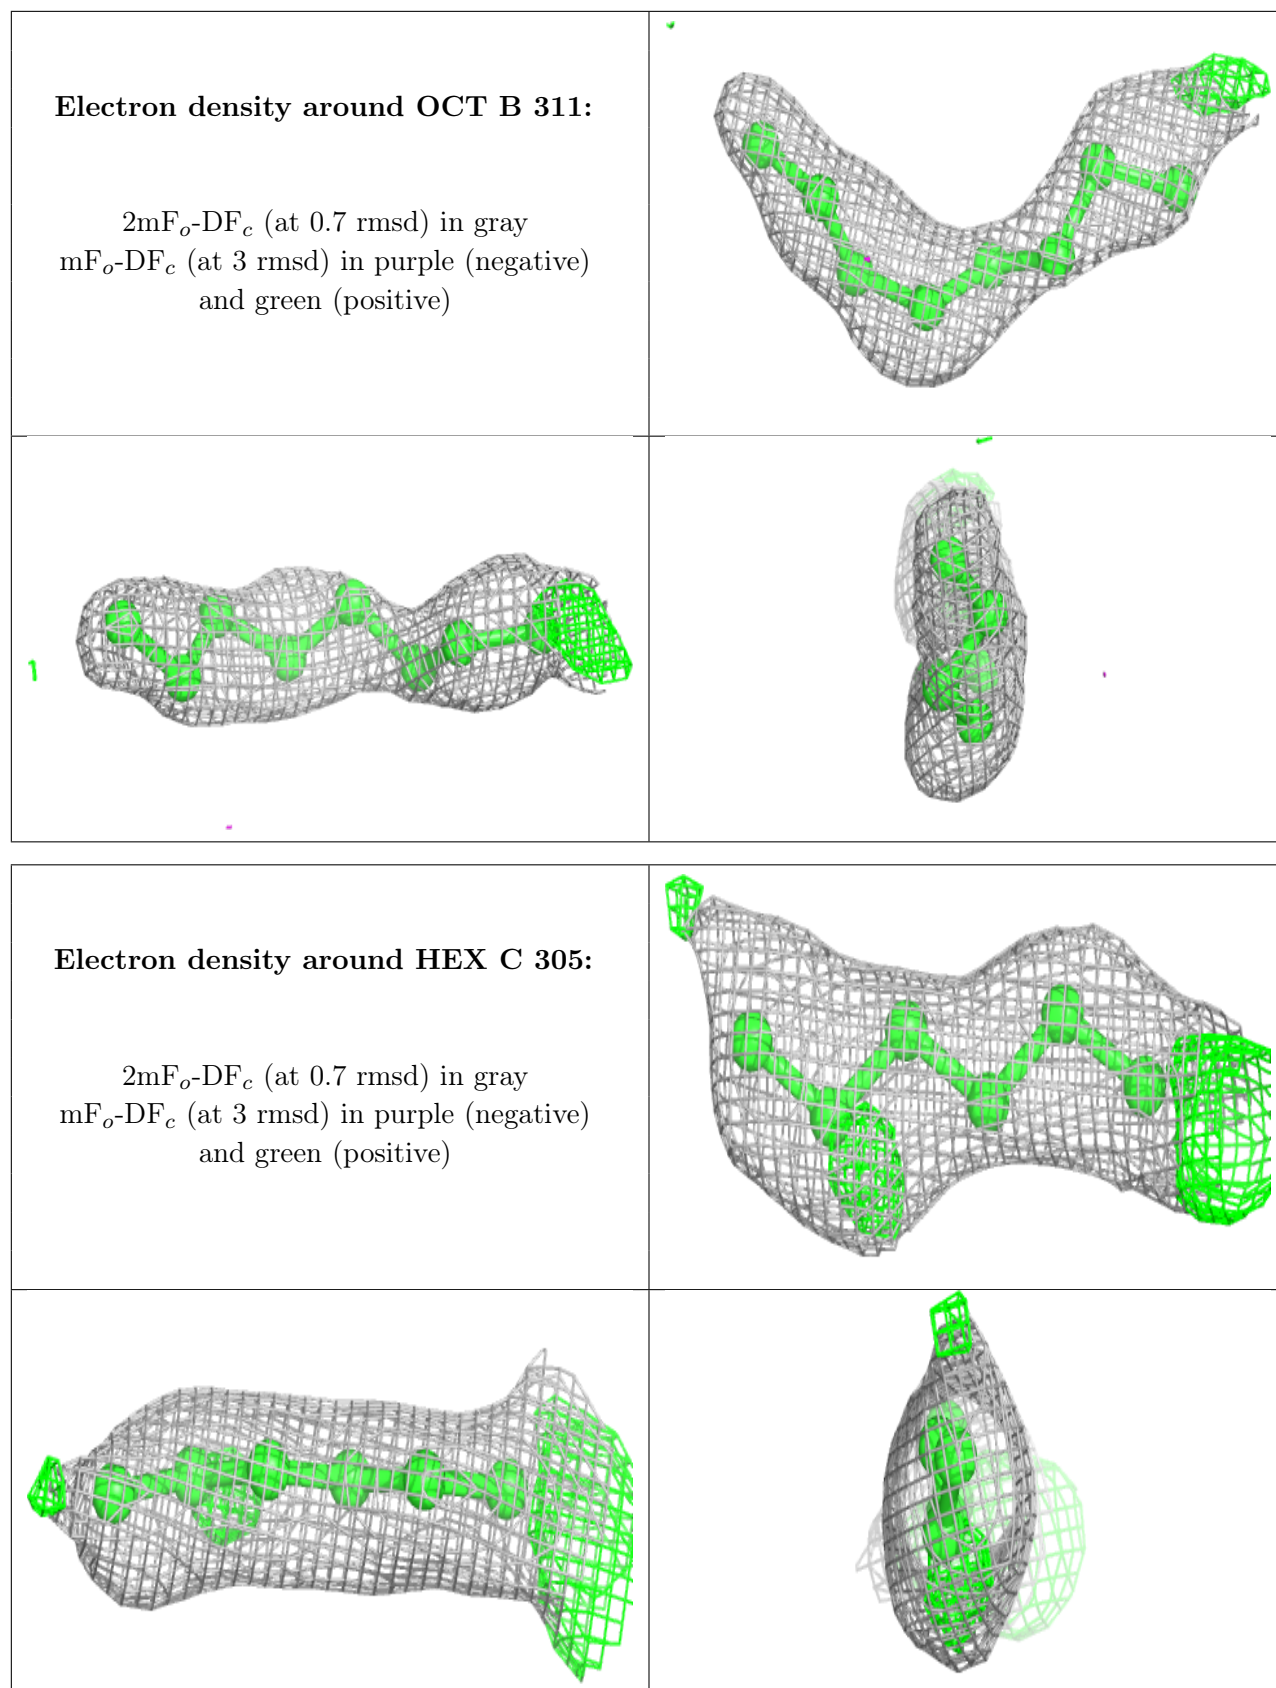 Electron density around OCT B 311:
2mFₒ-DF𝒸 (at 0.7 rmsd) in gray
mFₒ-DF𝒸 (at 3 rmsd) in purple (negative)
and green (positive)
Electron density around HEX C 305:
2mFₒ-DF𝒸 (at 0.7 rmsd) in gray
mFₒ-DF𝒸 (at 3 rmsd) in purple (negative)
and green (positive)